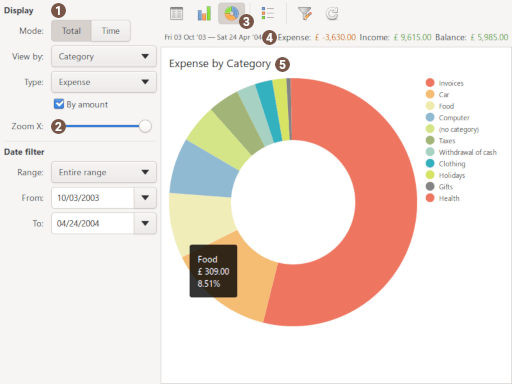 Display 1
Mode: Total Time
View by: Category
Type: Expense
By amount
Zoom X: 2
Date filter
Range: Entire range
From: 10/03/2003
To: 04/24/2004
3
Fri 03 Oct '03 — Sat 24 Apr '04 4 Expense: £ -3,630.00 Income: £ 9,615.00 Balance: £ 5,985.00
Expense by Category 5
Invoices
Car
Food
Computer
(no category)
Taxes
Withdrawal of cash
Clothing
Holidays
Gifts
Health
Food
£ 309.00
8.51%